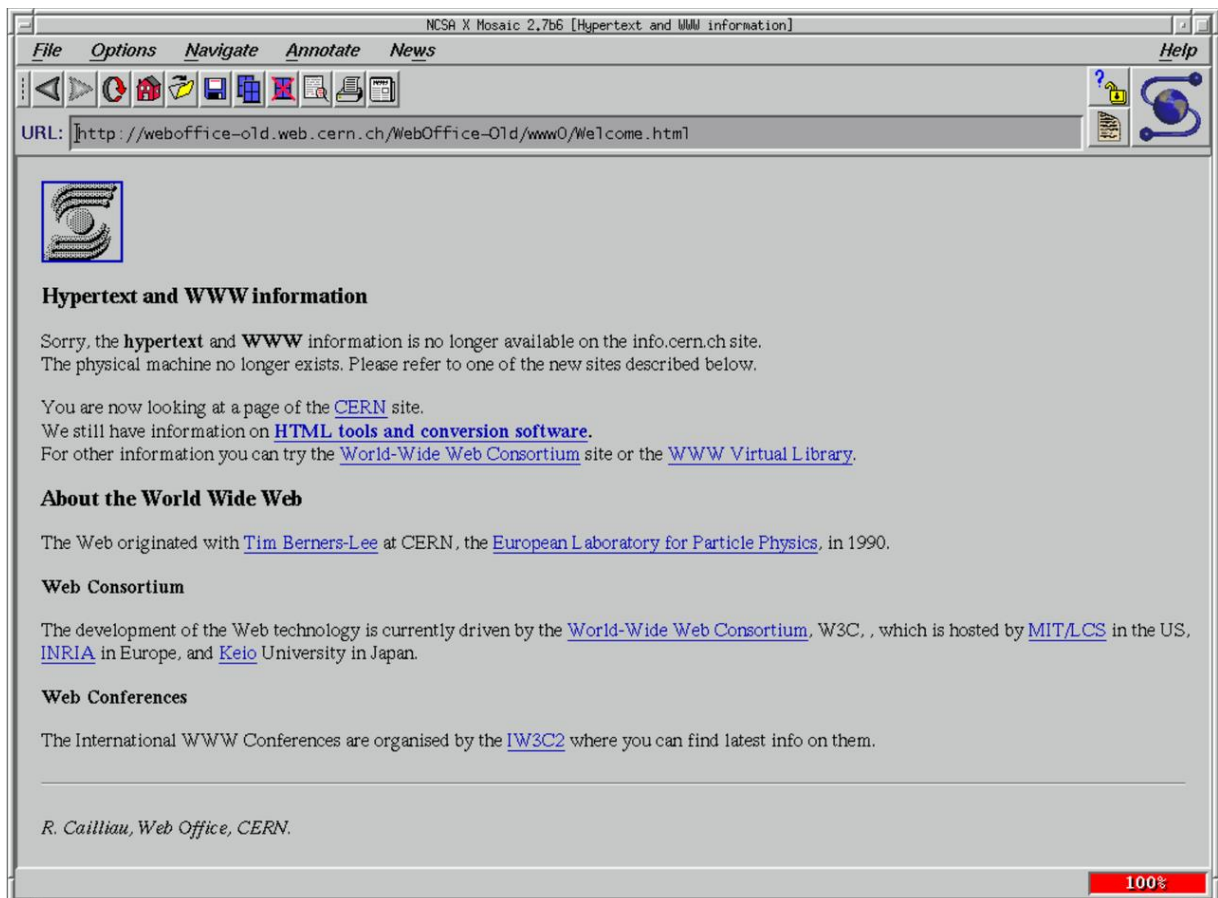 NCSA X Mosaic 2.7b6 [Hypertext and WWW information]
File Options Navigate Annotate News Help
URL: http://weboffice-old.web.cern.ch/WebOffice-Old/www0/Welcome.html
Hypertext and WWW information
Sorry, the hypertext and WWW information is no longer available on the info.cern.ch site.
The physical machine no longer exists. Please refer to one of the new sites described below.
You are now looking at a page of the CERN site.
We still have information on HTML tools and conversion software.
For other information you can try the World-Wide Web Consortium site or the WWW Virtual Library.
About the World Wide Web
The Web originated with Tim Berners-Lee at CERN, the European Laboratory for Particle Physics, in 1990.
Web Consortium
The development of the Web technology is currently driven by the World-Wide Web Consortium, W3C, , which is hosted by MIT/LCS in the US,
INRIA in Europe, and Keio University in Japan.
Web Conferences
The International WWW Conferences are organised by the IW3C2 where you can find latest info on them.
R. Cailliau, Web Office, CERN.
100%